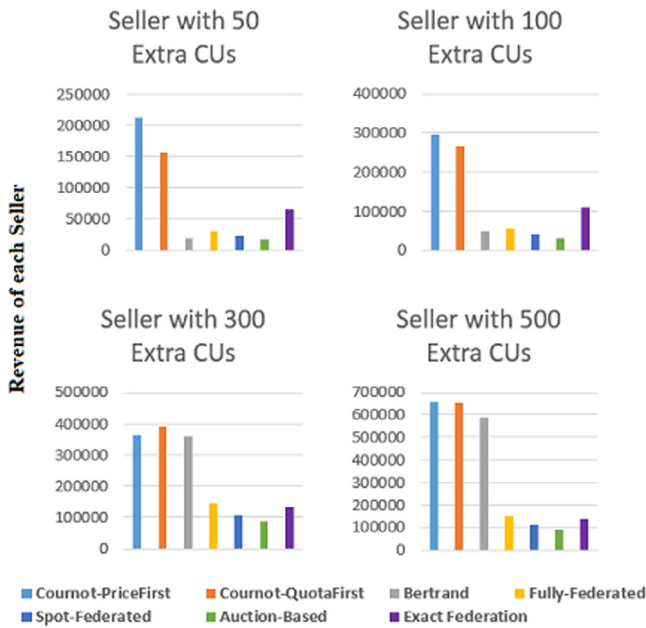 Seller with 50
Extra CUs
250000
200000
150000
100000
50000
0
Seller with 100
Extra CUs
400000
300000
200000
100000
0
Revenue of each Seller
Seller with 300
Extra CUs
500000
400000
300000
200000
100000
0
Seller with 500
Extra CUs
700000
600000
500000
400000
300000
200000
100000
0
Cournot-PriceFirst Cournot-QuotaFirst Bertrand Fully-Federated
Spot-Federated Auction-Based Exact Federation